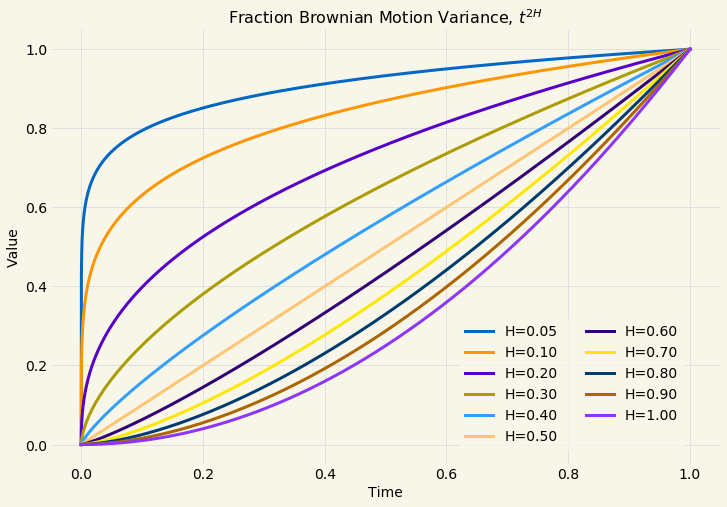 Fraction Brownian Motion Variance, $t^{2H}$
Value
1.0
0.8
0.6
0.4
0.2
0.0
0.0 0.2 0.4 0.6 0.8 1.0
Time
H=0.05
H=0.10
H=0.20
H=0.30
H=0.40
H=0.50
H=0.60
H=0.70
H=0.80
H=0.90
H=1.00